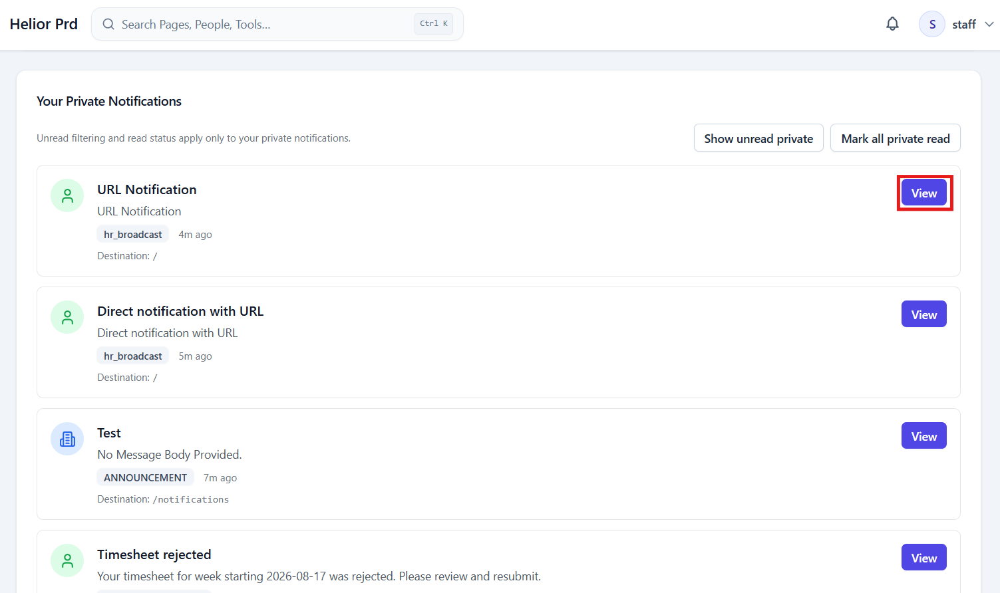 Helior Prd
Search Pages, People, Tools...
Ctrl K
S
staff
Your Private Notifications
Unread filtering and read status apply only to your private notifications.
Show unread private
Mark all private read
URL Notification
View
URL Notification
hr_broadcast 4m ago
Destination: /
Direct notification with URL
View
Direct notification with URL
hr_broadcast 5m ago
Destination: /
Test
View
No Message Body Provided.
ANNOUNCEMENT 7m ago
Destination: /notifications
Timesheet rejected
View
Your timesheet for week starting 2026-08-17 was rejected. Please review and resubmit.